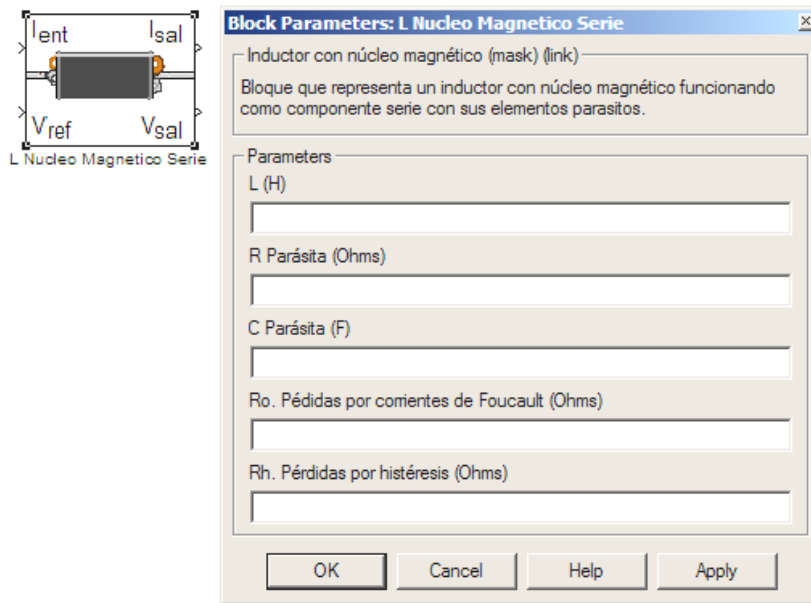 Ient Isal
Vref Vsal
L Nucleo Magnetico Serie
Block Parameters: L Nucleo Magnetico Serie
Inductor con núcleo magnético (mask) (link)
Bloque que representa un inductor con núcleo magnético funcionando
como componente serie con sus elementos parasitos.
Parameters
L (H)
R Parásita (Ohms)
C Parásita (F)
Ro. Pédidas por corrientes de Foucault (Ohms)
Rh. Pérdidas por histéresis (Ohms)
OK Cancel Help Apply